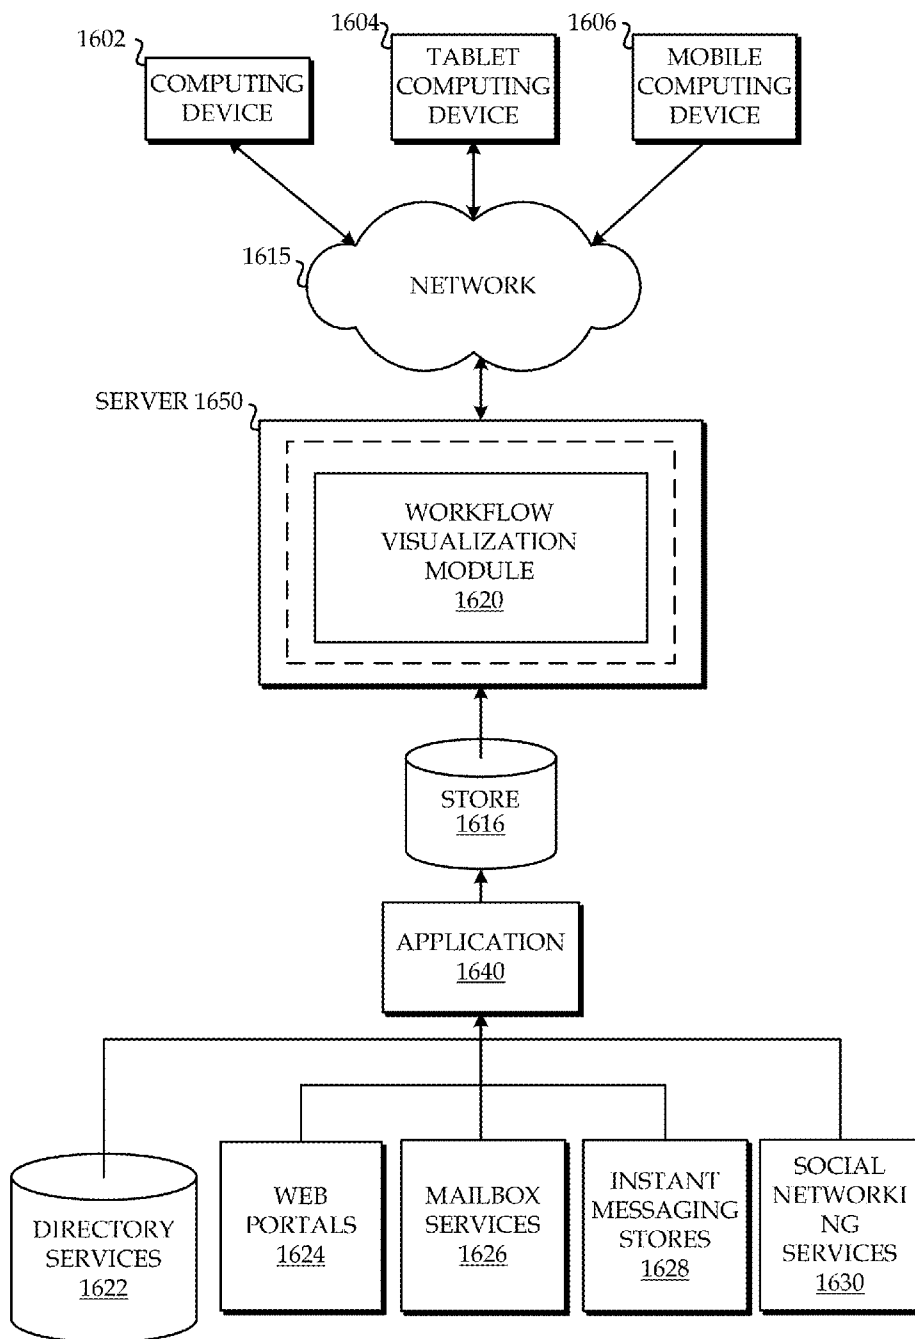 1602
COMPUTING
DEVICE
1604
TABLET
COMPUTING
DEVICE
1606
MOBILE
COMPUTING
DEVICE
1615
NETWORK
SERVER 1650
WORKFLOW
VISUALIZATION
MODULE
1620
STORE
1616
APPLICATION
1640
DIRECTORY
SERVICES
1622
WEB
PORTALS
1624
MAILBOX
SERVICES
1626
INSTANT
MESSAGING
STORES
1628
SOCIAL
NETWORKI
NG
SERVICES
1630